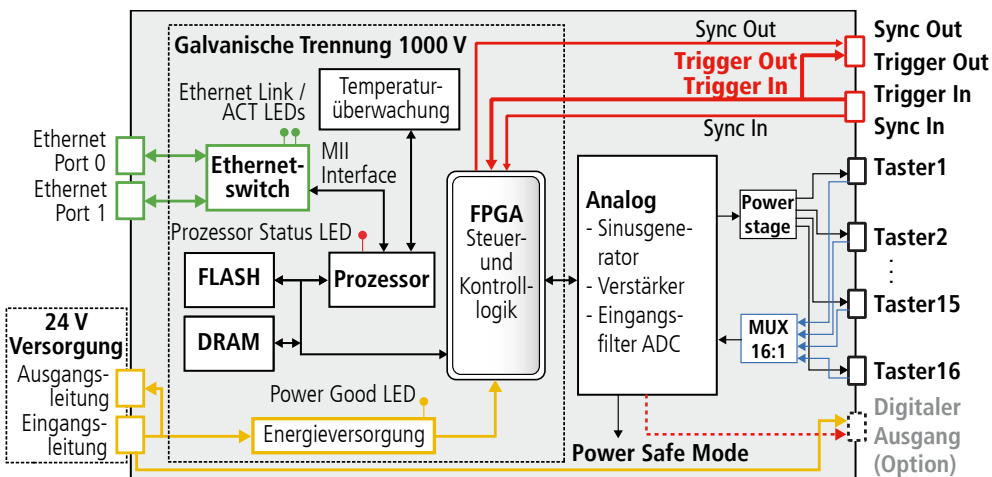 Galvanische Trennung 1000 V
Sync Out
Sync Out
Trigger Out
Trigger Out
Trigger In
Trigger In
Sync In
Sync In
Ethernet Link /
ACT LEDs
Temperatur-
überwachung
Ethernet
Port 0
Ethernet
Port 1
Ethernet-
switch
MII
Interface
Prozessor Status LED
FLASH
Prozessor
DRAM
FPGA
Steuer-
und
Kontroll-
logik
Analog
- Sinusgene-
rator
- Verstärker
- Eingangs-
filter ADC
Power
stage
MUX
16:1
Taster1
Taster2
⋮
Taster15
Taster16
24 V
Versorgung
Ausgangs-
leitung
Eingangs-
leitung
Power Good LED
Energieversorgung
Power Safe Mode
Digitaler
Ausgang
(Option)